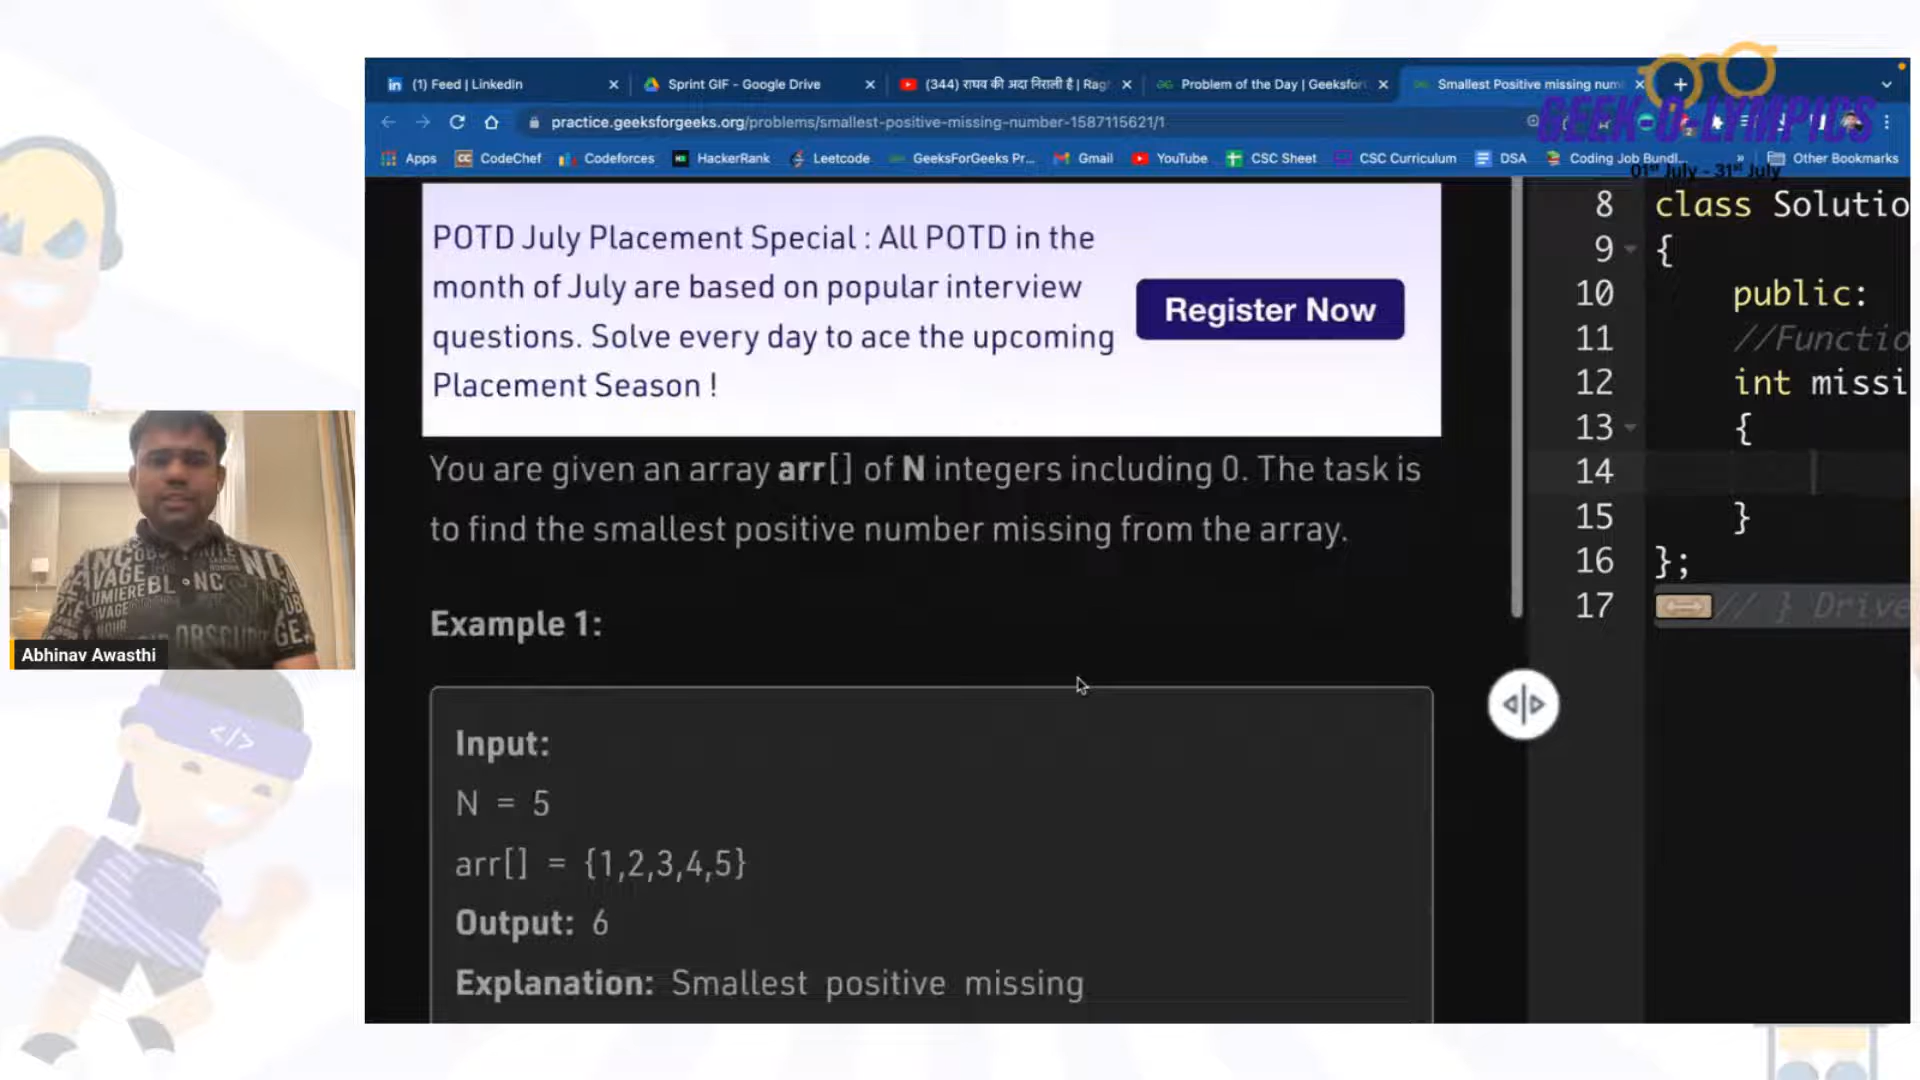 (1) Feed | LinkedIn
Sprint GIF - Google Drive
(344) राघव की अदा निराली है | Rag
Problem of the Day | Geeksfor
Smallest Positive missing num
practice.geeksforgeeks.org/problems/smallest-positive-missing-number-1587115621/1
GEEK-O-LYMPICS
Apps
CodeChef
Codeforces
HackerRank
Leetcode
GeeksForGeeks Pr...
Gmail
YouTube
CSC Sheet
CSC Curriculum
DSA
Coding Job Bundl...
»
Other Bookmarks
01st July - 31st July
POTD July Placement Special : All POTD in the
month of July are based on popular interview
questions. Solve every day to ace the upcoming
Placement Season !
Register Now
You are given an array arr[] of N integers including 0. The task is
to find the smallest positive number missing from the array.
Example 1:
Input:
N = 5
arr[] = {1,2,3,4,5}
Output: 6
Explanation: Smallest positive missing
8 class Solutio
9 {
10 public:
11 //Functio
12 int missi
13 {
14
15 }
16 };
17 // } Drive
Abhinav Awasthi
</>